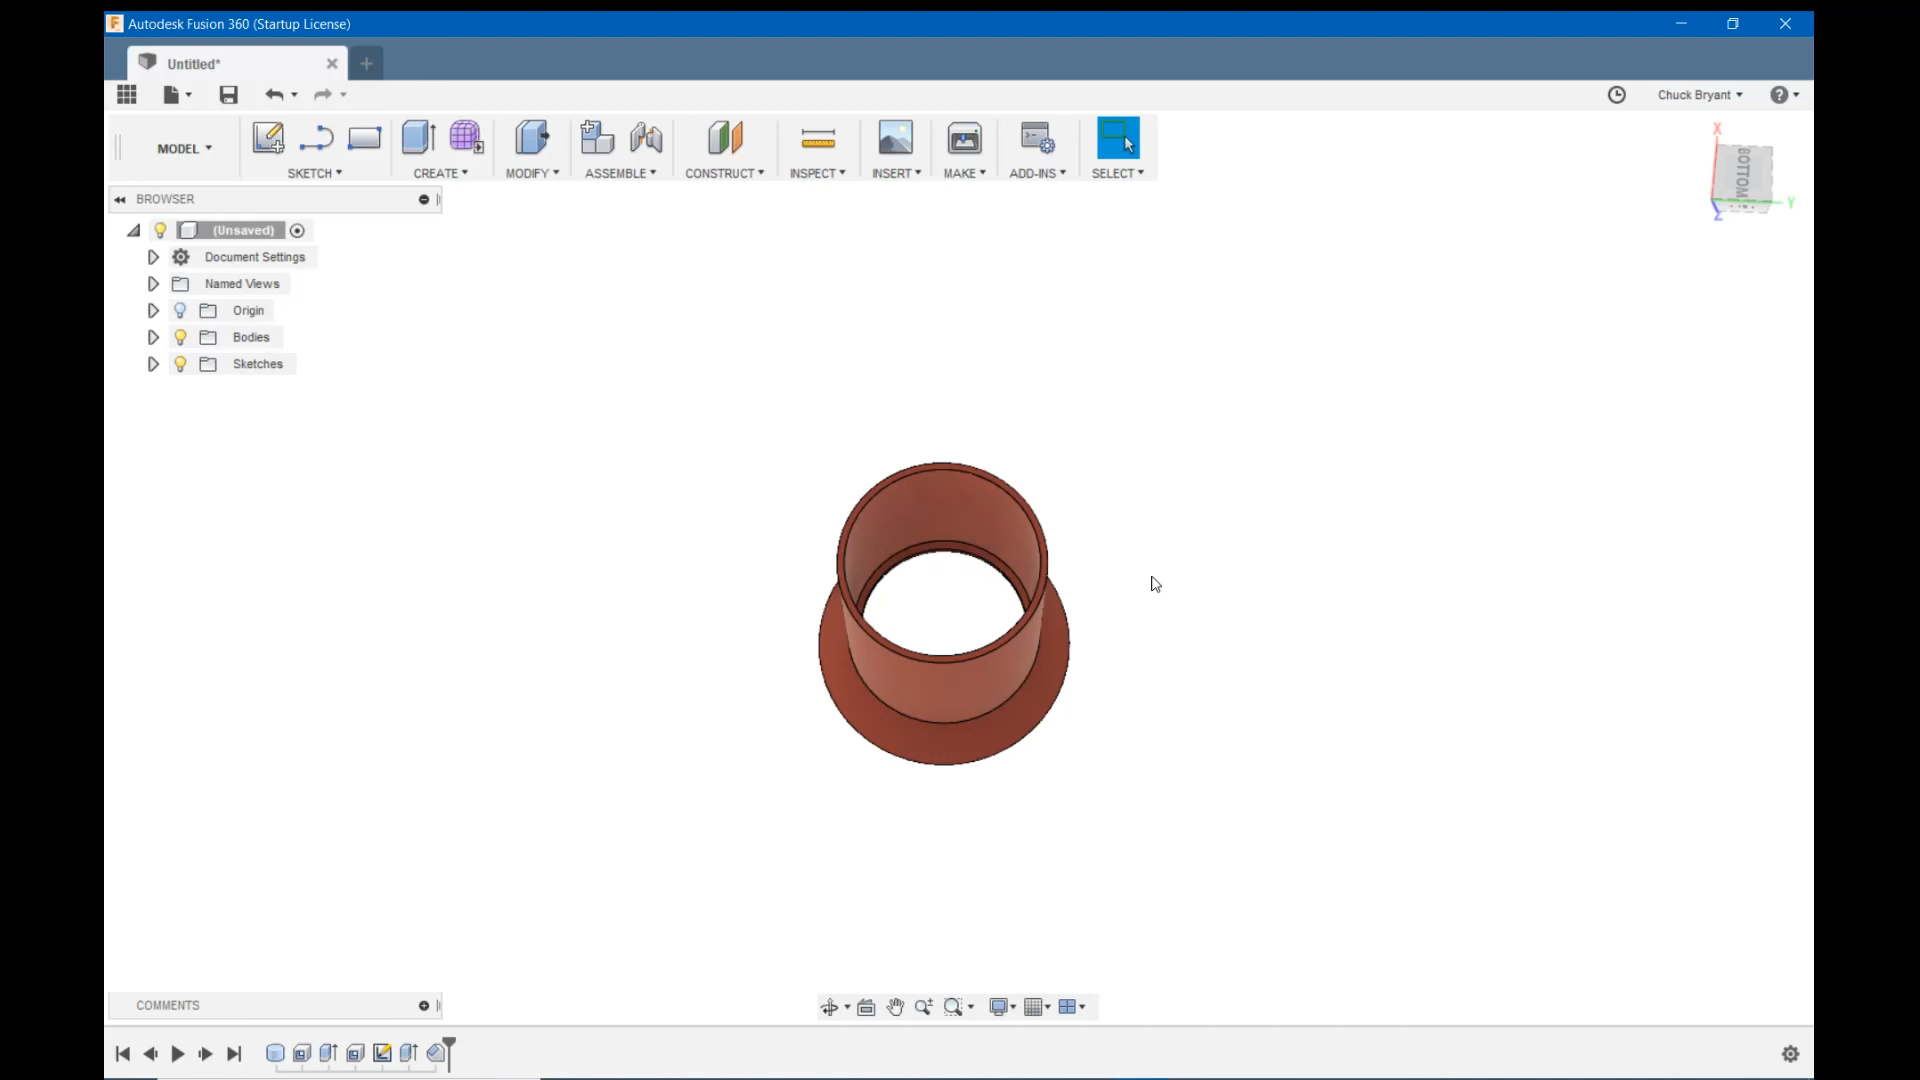 Autodesk Fusion 360 (Startup License)
Untitled*
Chuck Bryant
MODEL
SKETCH
CREATE
MODIFY
ASSEMBLE
CONSTRUCT
INSPECT
INSERT
MAKE
ADD-INS
SELECT
X
BOTTOM
Y
Z
BROWSER
(Unsaved)
Document Settings
Named Views
Origin
Bodies
Sketches
COMMENTS